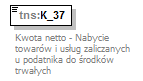 tns:K_37
Kwota netto - Nabycie
towarów i usług zaliczanych
u podatnika do środków
trwałych